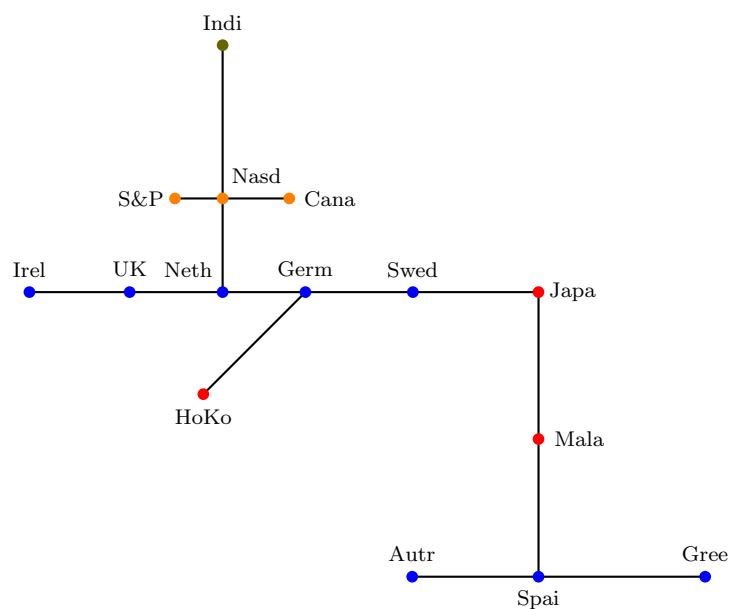 Indi
Nasd
S&P
Cana
Irel
UK
Neth
Germ
Swed
Japa
HoKo
Mala
Autr
Gree
Spai